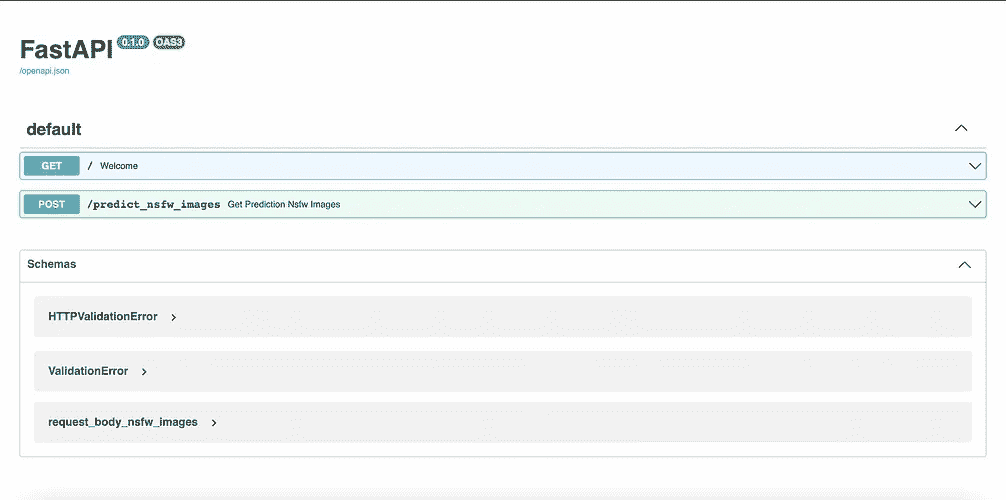 FastAPI 0.1.0 OAS3
/openapi.json
default
GET / Welcome
POST /predict_nsfw_images Get Prediction Nsfw Images
Schemas
HTTPValidationError
ValidationError
request_body_nsfw_images